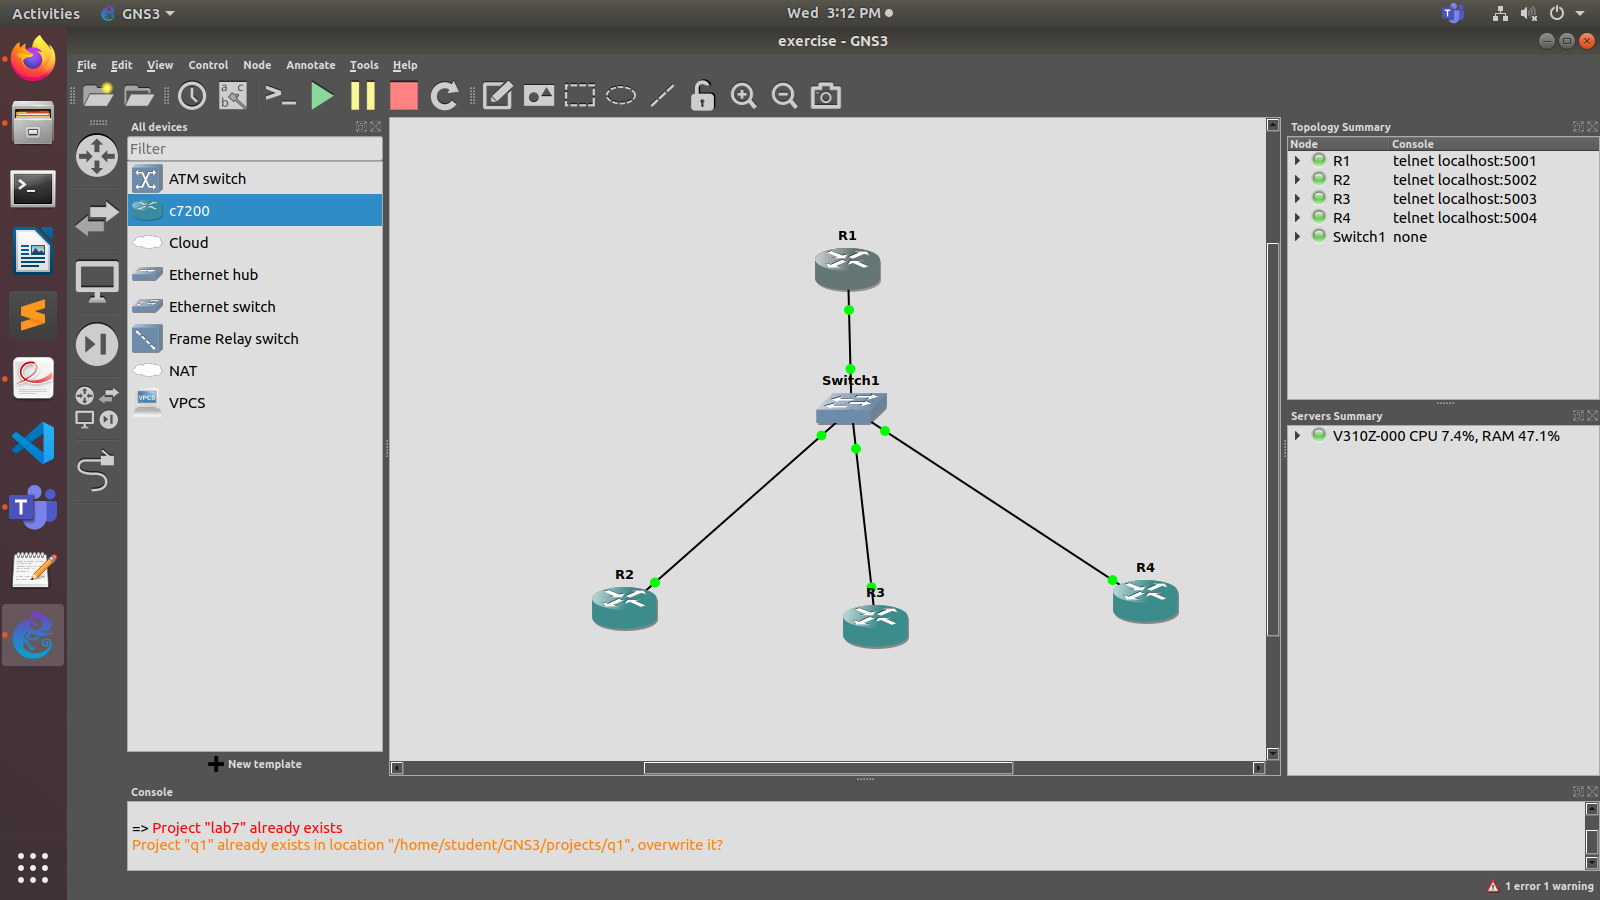 Activities GNS3 Wed 3:12 PM
exercise - GNS3
File Edit View Control Node Annotate Tools Help
All devices
Filter
ATM switch
c7200
Cloud
Ethernet hub
Ethernet switch
Frame Relay switch
NAT
VPCS
New template
R1
Switch1
R2
R3
R4
Topology Summary
Node Console
R1 telnet localhost:5001
R2 telnet localhost:5002
R3 telnet localhost:5003
R4 telnet localhost:5004
Switch1 none
Servers Summary
V310Z-000 CPU 7.4%, RAM 47.1%
Console
=> Project "lab7" already exists
Project "q1" already exists in location "/home/student/GNS3/projects/q1", overwrite it?
1 error 1 warning